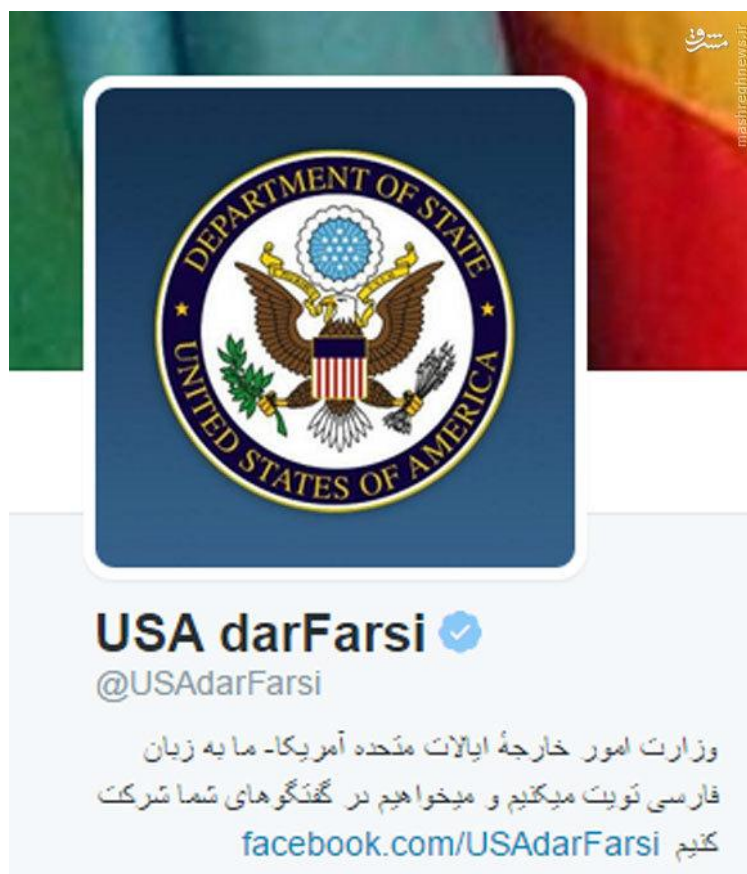 مشرق
mashreghnews.ir
DEPARTMENT OF STATE
UNITED STATES OF AMERICA
USA darFarsi
@USAdarFarsi
وزارت امور خارجهٔ ایالات متحده آمریکا- ما به زبان
فارسی تویت میکنیم و میخواهیم در گفتگوهای شما شرکت
کنیم facebook.com/USAdarFarsi